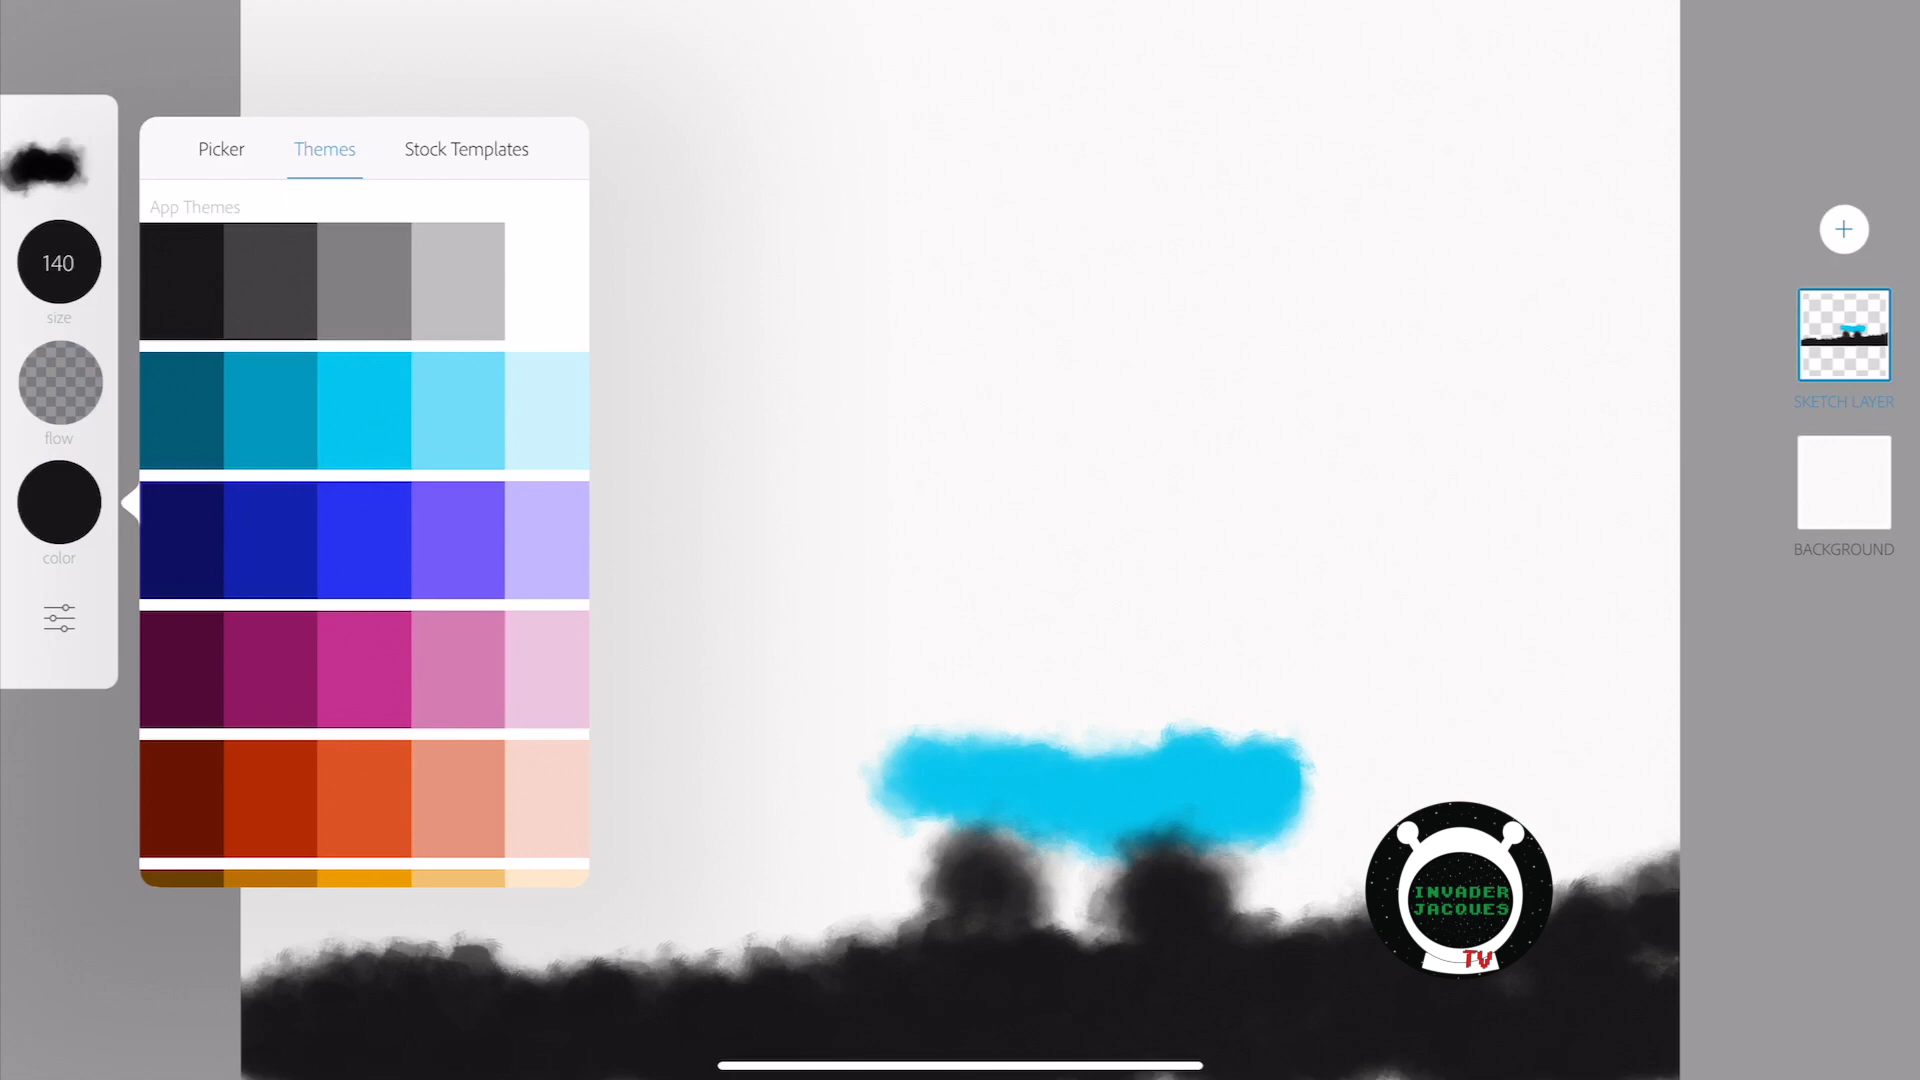 Picker Themes Stock Templates
App Themes
140
size
flow
color
SKETCH LAYER
BACKGROUND
INVADER
JACQUES
TV